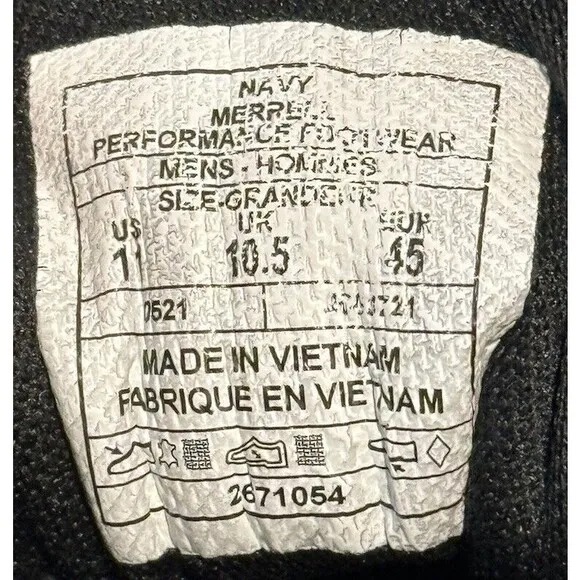 NAVY
MERRELL
PERFORMANCE FOOTWEAR
MENS - HOMMES
SIZE-GRANDEUR
US UK EUR
11 10.5 45
0521
MADE IN VIETNAM
FABRIQUE EN VIETNAM
2671054